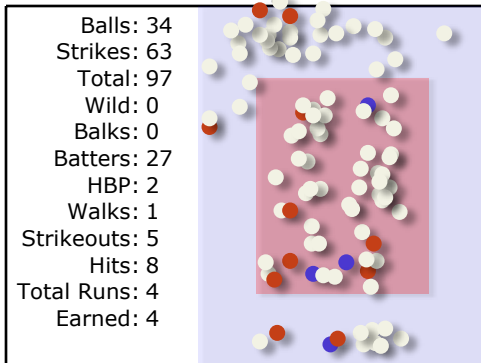 Balls: 34
Strikes: 63
Total: 97
Wild: 0
Balks: 0
Batters: 27
HBP: 2
Walks: 1
Strikeouts: 5
Hits: 8
Total Runs: 4
Earned: 4